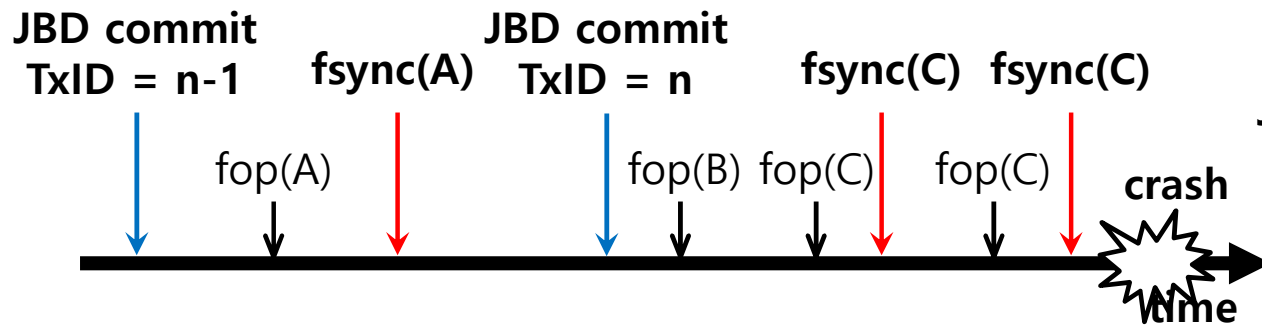 JBD commit
TxID = n-1
fsync(A)
JBD commit
TxID = n
fsync(C)
fsync(C)
fop(A)
fop(B)
fop(C)
fop(C)
crash
time